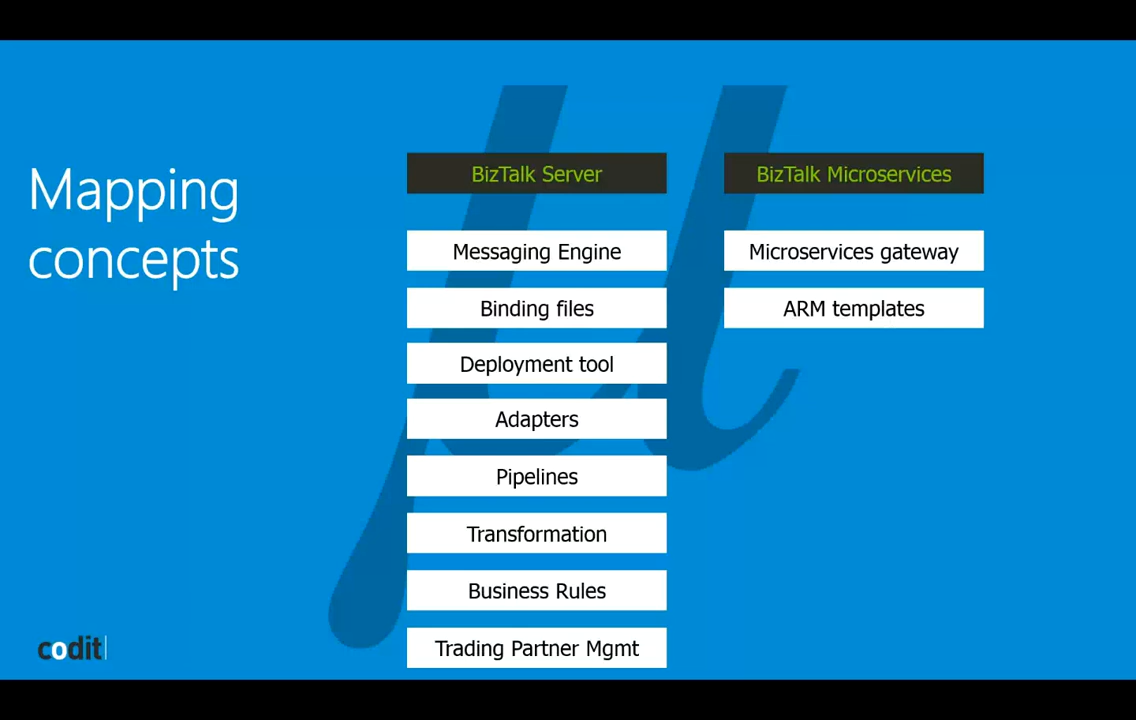 Mapping
concepts
BizTalk Server
BizTalk Microservices
Messaging Engine
Microservices gateway
Binding files
ARM templates
Deployment tool
Adapters
Pipelines
Transformation
Business Rules
Trading Partner Mgmt
codit
µ